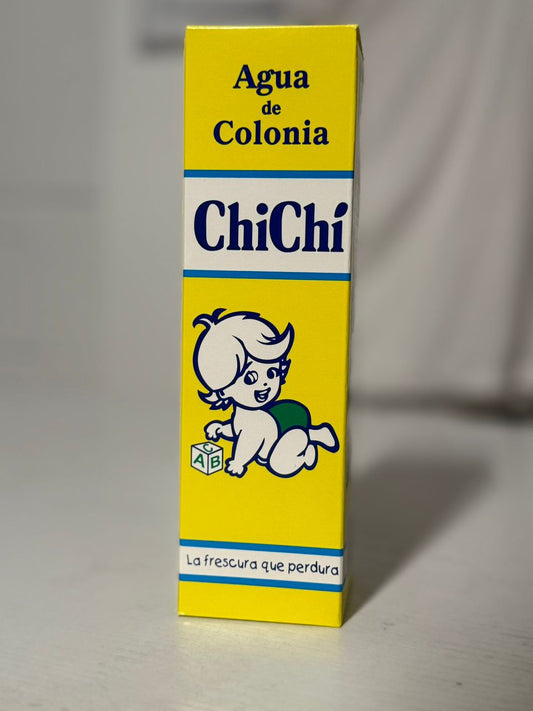 Agua
de
Colonia
ChiChí
C
A B
La frescura que perdura